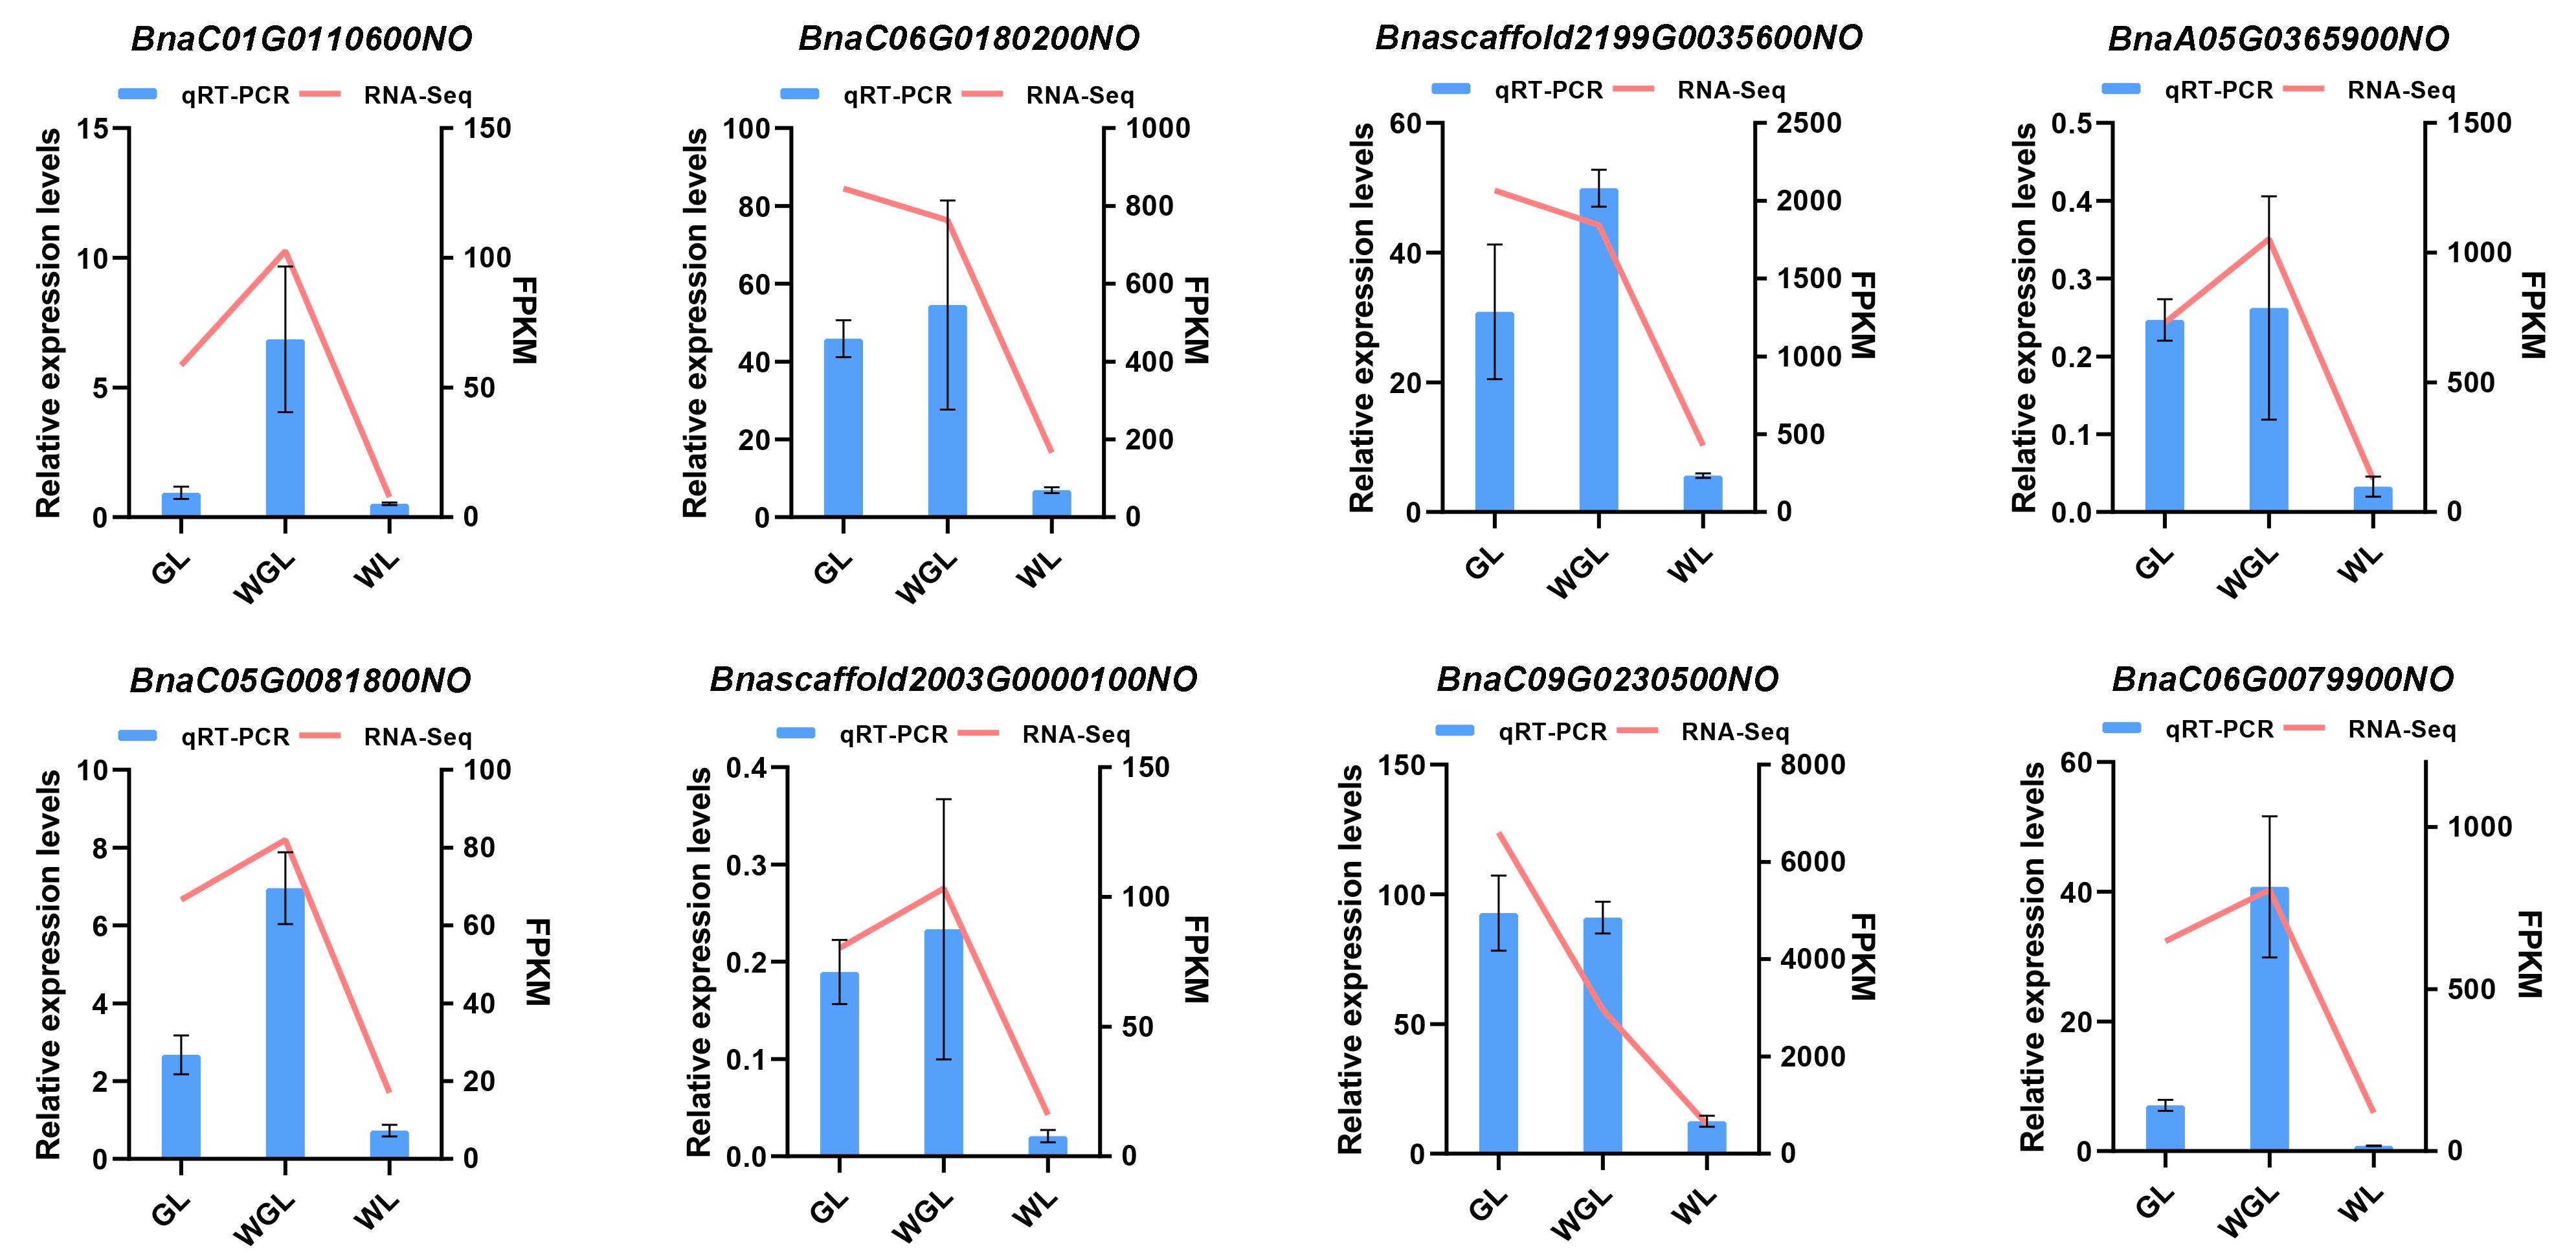 BnaC01G0110600NO
qRT-PCR RNA-Seq
Relative expression levels
15
10
5
0
150
100
50
0
FPKM
GL
WGL
WL
BnaC06G0180200NO
qRT-PCR RNA-Seq
Relative expression levels
100
80
60
40
20
0
1000
800
600
400
200
0
FPKM
GL
WGL
WL
Bnascaffold2199G0035600NO
qRT-PCR RNA-Seq
Relative expression levels
60
40
20
0
2500
2000
1500
1000
500
0
FPKM
GL
WGL
WL
BnaA05G0365900NO
qRT-PCR RNA-Seq
Relative expression levels
0.5
0.4
0.3
0.2
0.1
0.0
1500
1000
500
0
FPKM
GL
WGL
WL
BnaC05G0081800NO
qRT-PCR RNA-Seq
Relative expression levels
10
8
6
4
2
0
100
80
60
40
20
0
FPKM
GL
WGL
WL
Bnascaffold2003G0000100NO
qRT-PCR RNA-Seq
Relative expression levels
0.4
0.3
0.2
0.1
0.0
150
100
50
0
FPKM
GL
WGL
WL
BnaC09G0230500NO
qRT-PCR RNA-Seq
Relative expression levels
150
100
50
0
8000
6000
4000
2000
0
FPKM
GL
WGL
WL
BnaC06G0079900NO
qRT-PCR RNA-Seq
Relative expression levels
60
40
20
0
1000
500
0
FPKM
GL
WGL
WL